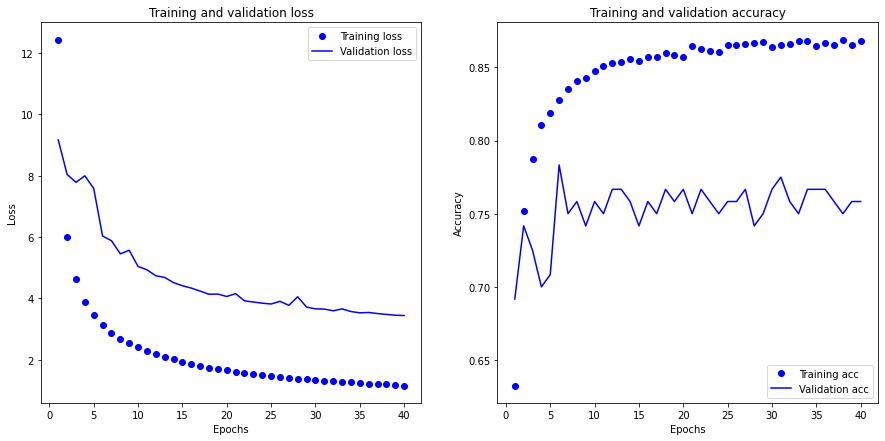 Training and validation loss
Training loss
Validation loss
12
10
8
6
4
2
Loss
0
5
10
15
20
25
30
35
40
Epochs
Training and validation accuracy
0.85
0.80
0.75
0.70
0.65
Accuracy
Training acc
Validation acc
0
5
10
15
20
25
30
35
40
Epochs